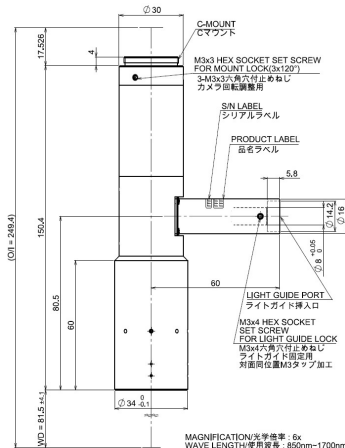 Ø 30
C-MOUNT
Cマウント
17.526
4
M3x3 HEX SOCKET SET SCREW
FOR MOUNT LOCK(3x120°)
3-M3x3六角穴付止めねじ
カメラ回転調整用
S/N LABEL
シリアルラベル
PRODUCT LABEL
品名ラベル
5.8
(O/I = 249.4)
150.4
80.5
60
60
Ø 8 +0.05 0
Ø 14.2
Ø 16
LIGHT GUIDE PORT
ライトガイド挿入口
M3x4 HEX SOCKET
SET SCREW
FOR LIGHT GUIDE LOCK
M3x4六角穴付止めねじ
ライトガイド固定用
対面同位置M3タップ加工
Ø 34 0 -0.1
WD = 81.5 ±4.1
MAGNIFICATION/光学倍率 : 6x
WAVE LENGTH/使用波長 : 850nm~1700nm